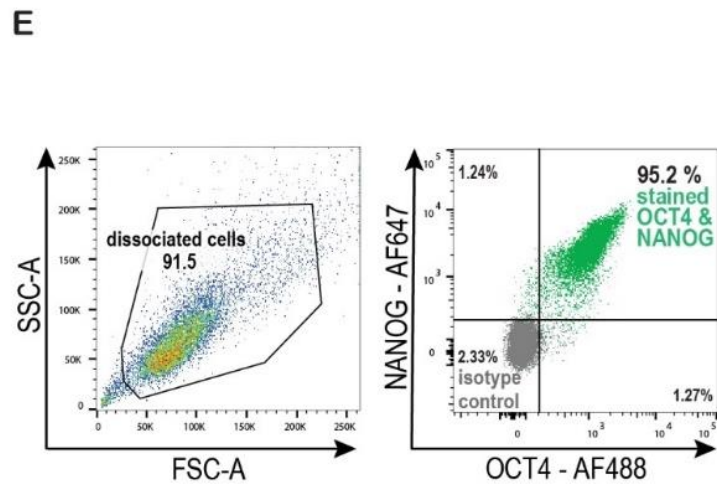 E
SSC-A
250K
200K
150K
100K
50K
0
dissociated cells
91.5
0
50K
100K
150K
200K
250K
FSC-A
NANOG - AF647
10^5
10^4
10^3
0
1.24%
95.2 %
stained
OCT4 &
NANOG
2.33%
isotype
control
1.27%
0
10^3
10^4
10^5
OCT4 - AF488